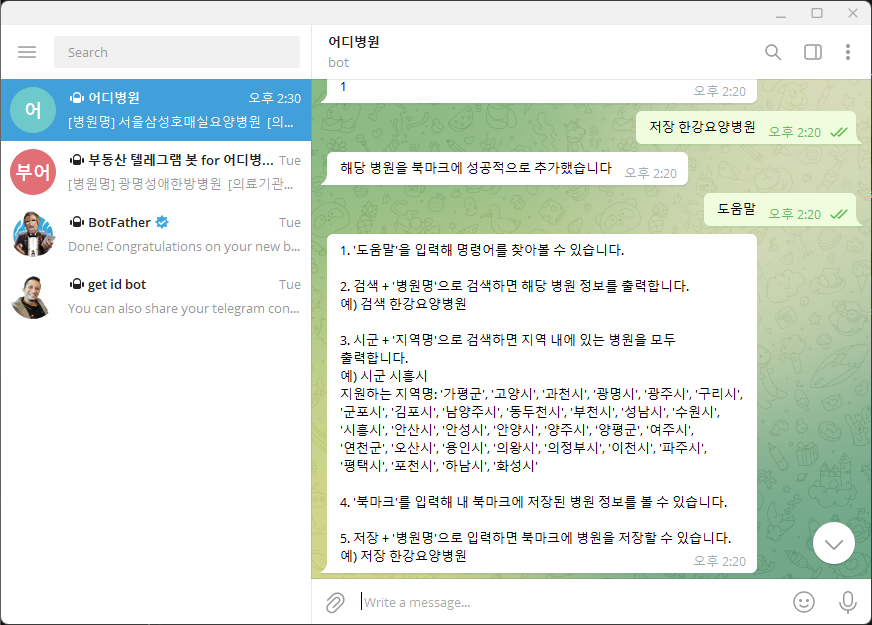 Search
어디병원
오후 2:30
[병원명] 서울삼성호매실요양병원 [의...
부어
부동산 텔레그램 봇 for 어디병...
Tue
[병원명] 광명성애한방병원 [의료기관...
BotFather
Tue
Done! Congratulations on your new b...
get id bot
Tue
You can also share your telegram con...
어
어디병원
bot
1
오후 2:20
저장 한강요양병원
오후 2:20
해당 병원을 북마크에 성공적으로 추가했습니다
오후 2:20
도움말
오후 2:20
1. '도움말'을 입력해 명령어를 찾아볼 수 있습니다.
2. 검색 + '병원명'으로 검색하면 해당 병원 정보를 출력합니다.
예) 검색 한강요양병원
3. 시군 + '지역명'으로 검색하면 지역 내에 있는 병원을 모두
출력합니다.
예) 시군 시흥시
지원하는 지역명: '가평군', '고양시', '과천시', '광명시', '광주시', '구리시',
'군포시', '김포시', '남양주시', '동두천시', '부천시', '성남시', '수원시',
'시흥시', '안산시', '안성시', '안양시', '양주시', '양평군', '여주시',
'연천군', '오산시', '용인시', '의왕시', '의정부시', '이천시', '파주시',
'평택시', '포천시', '하남시', '화성시'
4. '북마크'를 입력해 내 북마크에 저장된 병원 정보를 볼 수 있습니다.
5. 저장 + '병원명'으로 입력하면 북마크에 병원을 저장할 수 있습니다.
예) 저장 한강요양병원
오후 2:20
Write a message...